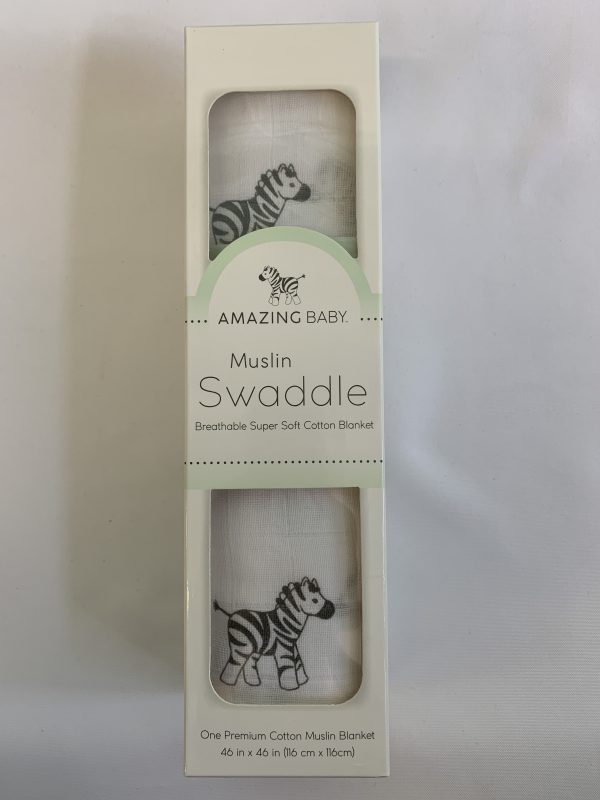 AMAZING BABY™
Muslin
Swaddle
Breathable Super Soft Cotton Blanket
One Premium Cotton Muslin Blanket
46 in x 46 in (116 cm x 116cm)